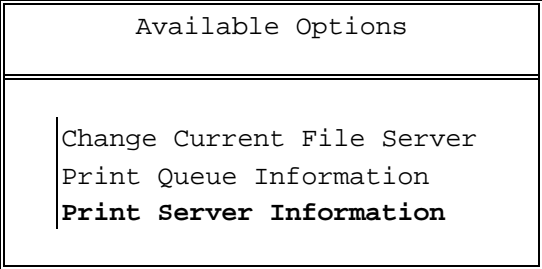 Available Options
Change Current File Server
Print Queue Information
Print Server Information